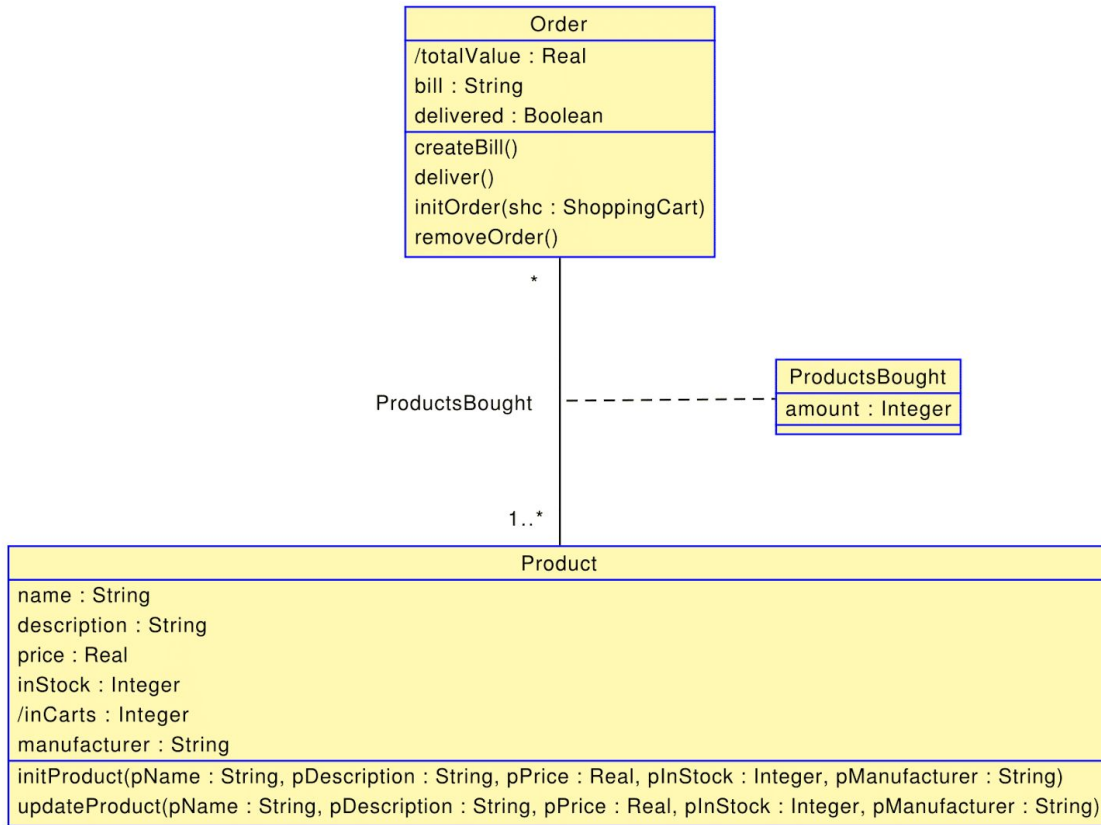 Order
/totalValue : Real
bill : String
delivered : Boolean
createBill()
deliver()
initOrder(shc : ShoppingCart)
removeOrder()
*
ProductsBought
ProductsBought
amount : Integer
1..*
Product
name : String
description : String
price : Real
inStock : Integer
/inCarts : Integer
manufacturer : String
initProduct(pName : String, pDescription : String, pPrice : Real, pInStock : Integer, pManufacturer : String)
updateProduct(pName : String, pDescription : String, pPrice : Real, pInStock : Integer, pManufacturer : String)